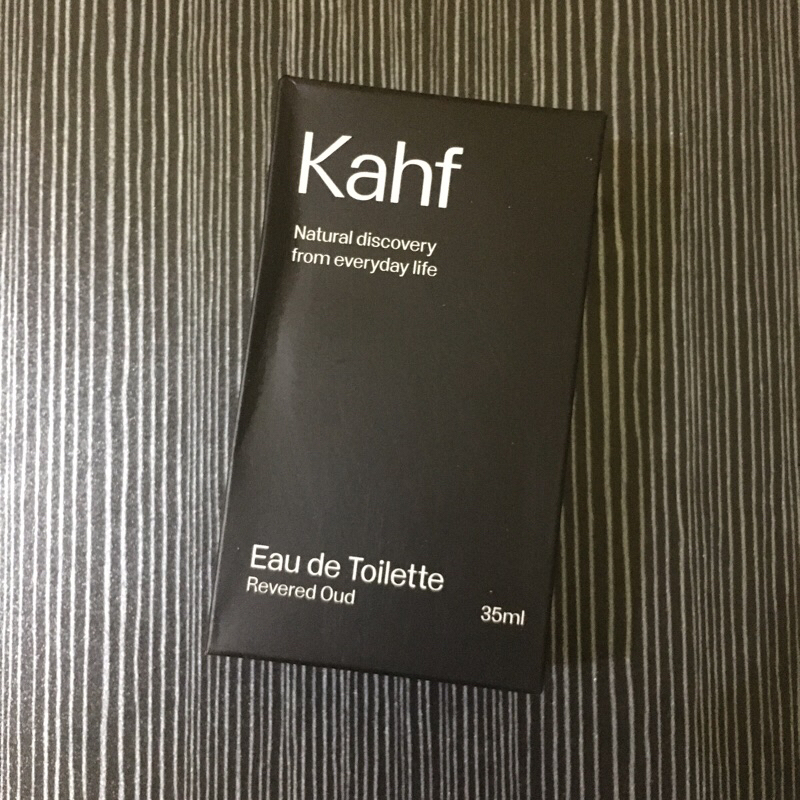 Kahf
Natural discovery
from everyday life
Eau de Toilette
Revered Oud
35ml